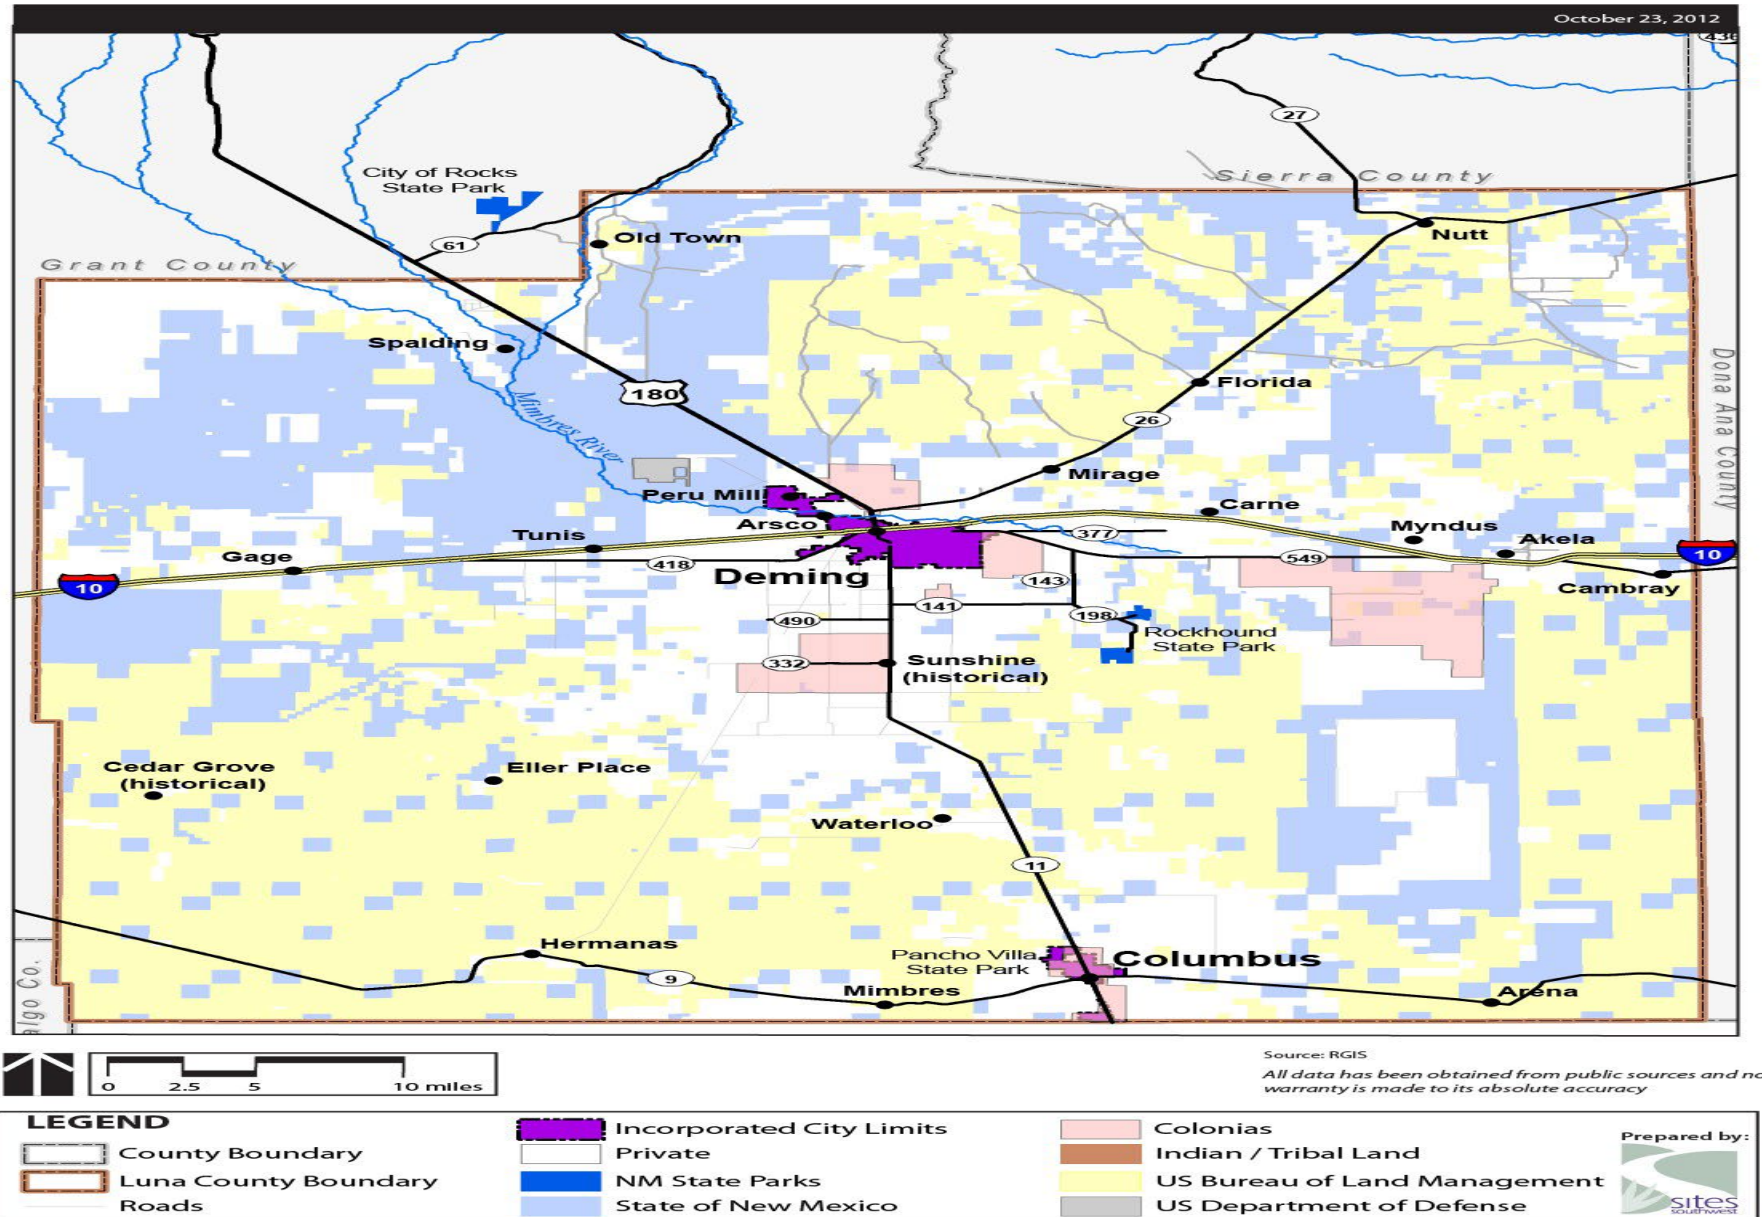 October 23, 2012
27
City of Rocks
State Park
Sierra County
61
Old Town
Nutt
Grant County
Spalding
180
Florida
Dona Ana County
26
Mimbres River
Mirage
Peru Mill
Carne
Arsco
Myndus
Tunis
377
Akela
Gage
418
549
10
10
Deming
143
Cambray
141
490
198
Rockhound
State Park
332
Sunshine
(historical)
Cedar Grove
(historical)
Eller Place
Waterloo
11
Hermanas
Pancho Villa
State Park
Columbus
9
Mimbres
Arena
algo Co.
0 2.5 5 10 miles
Source: RGIS
All data has been obtained from public sources and no
warranty is made to its absolute accuracy
LEGEND
County Boundary
Luna County Boundary
Roads
Incorporated City Limits
Private
NM State Parks
State of New Mexico
Colonias
Indian / Tribal Land
US Bureau of Land Management
US Department of Defense
Prepared by:
sites
southwest